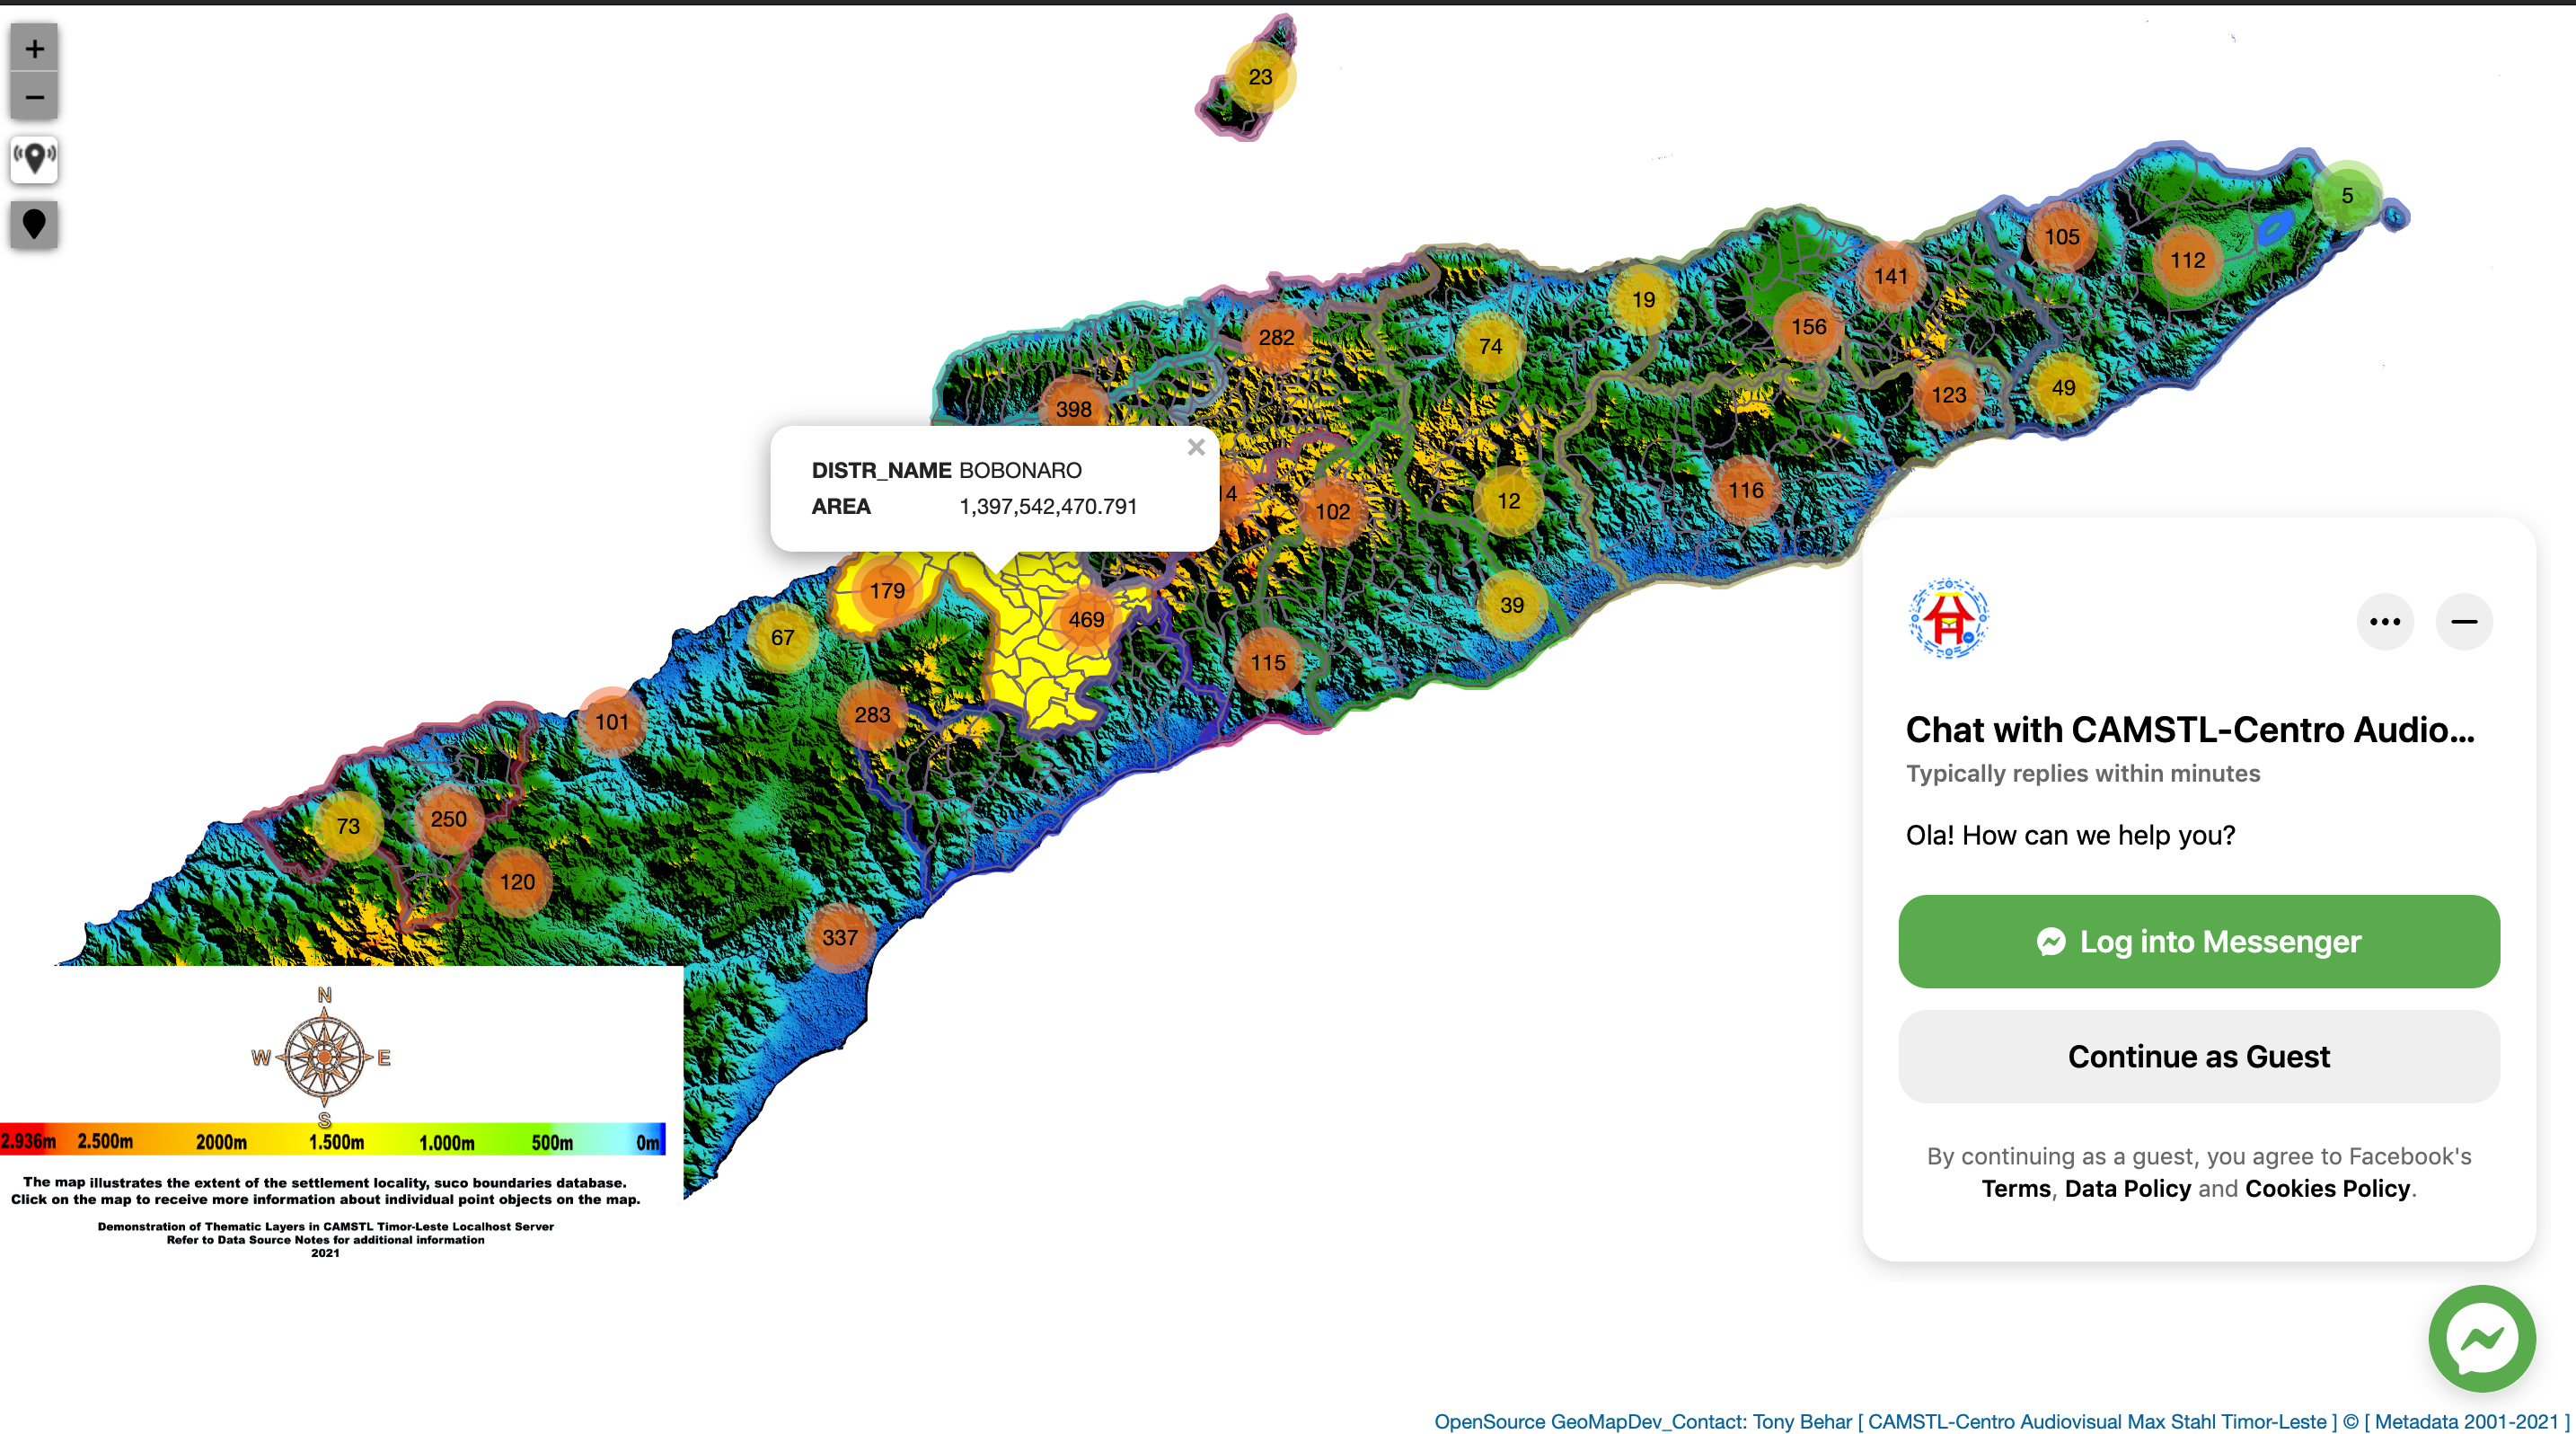 +
−
23
5
105
112
141
19
282
74
156
49
123
398
DISTR_NAME BOBONARO
AREA 1,397,542,470.791
×
116
12
102
179
39
469
67
115
283
101
250
73
120
337
N
W E
S
2.936m 2.500m 2000m 1.500m 1.000m 500m 0m
The map illustrates the extent of the settlement locality, suco boundaries database.
Click on the map to receive more information about individual point objects on the map.
Demonstration of Thematic Layers in CAMSTL Timor-Leste Localhost Server
Refer to Data Source Notes for additional information
2021
Chat with CAMSTL-Centro Audio...
Typically replies within minutes
Ola! How can we help you?
Log into Messenger
Continue as Guest
By continuing as a guest, you agree to Facebook's
Terms, Data Policy and Cookies Policy.
OpenSource GeoMapDev_Contact: Tony Behar [ CAMSTL-Centro Audiovisual Max Stahl Timor-Leste ] © [ Metadata 2001-2021 ]